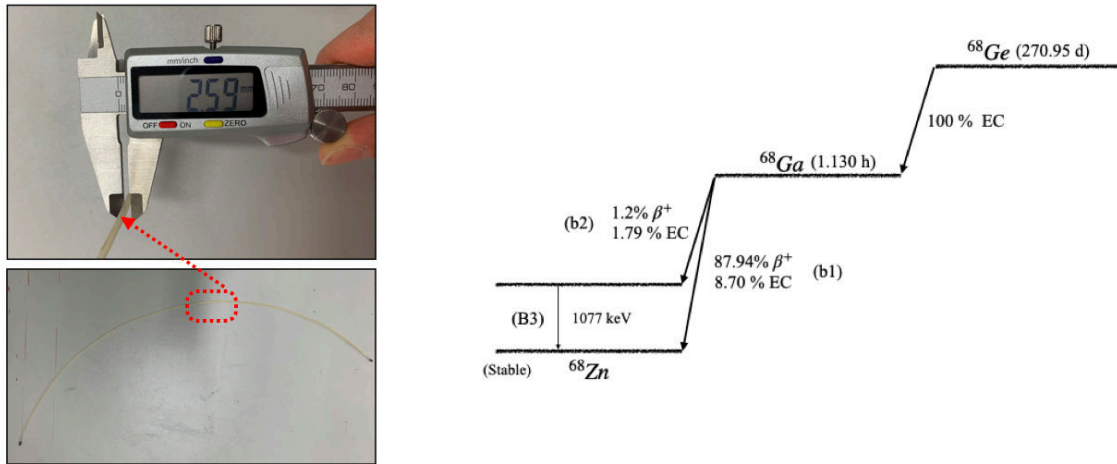 mm/inch
2.59 mm
0
70 80
OFF ON ZERO
⁶⁸Ge (270.95 d)
100 % EC
⁶⁸Ga (1.130 h)
(b2)
1.2% β⁺
1.79 % EC
87.94% β⁺
8.70 % EC
(b1)
(B3)
1077 keV
(Stable)
⁶⁸Zn